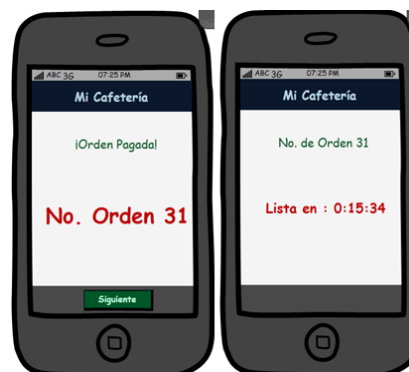 ABC 3G 07:25 PM
Mi Cafetería
¡Orden Pagada!
No. Orden 31
Siguiente
ABC 3G 07:25 PM
Mi Cafetería
No. de Orden 31
Lista en : 0:15:34